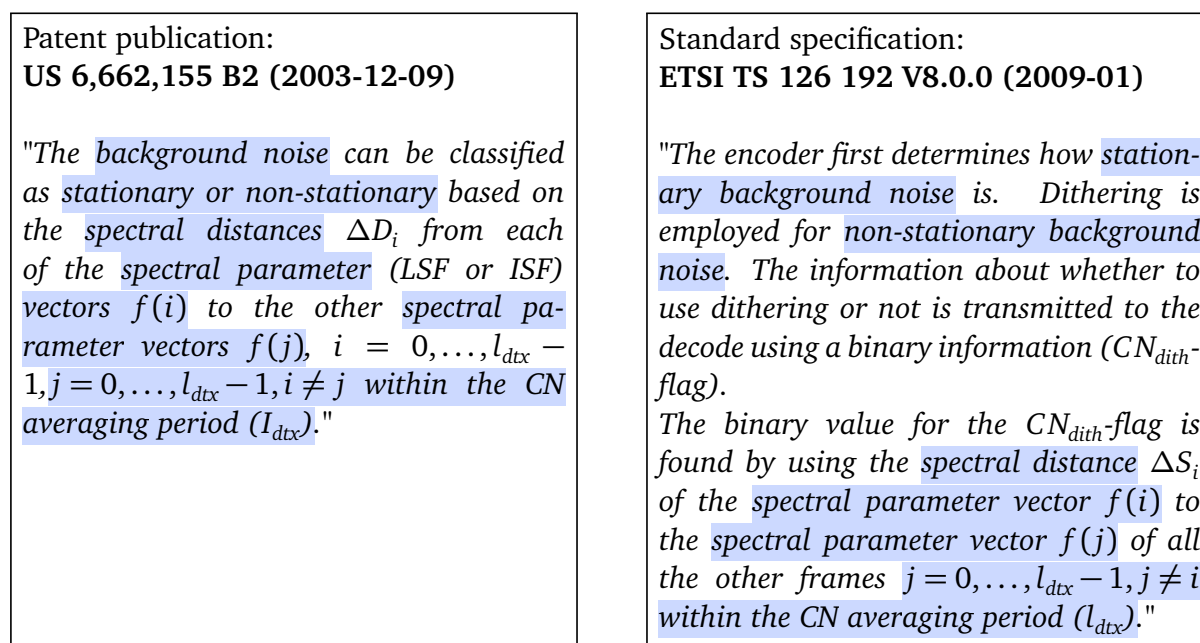 Patent publication:
US 6,662,155 B2 (2003-12-09)
"The background noise can be classified
as stationary or non-stationary based on
the spectral distances ΔD_i from each
of the spectral parameter (LSF or ISF)
vectors f(i) to the other spectral pa-
rameter vectors f(j), i = 0,...,l_dtx −
1, j = 0,...,l_dtx − 1, i ≠ j within the CN
averaging period (I_dtx)."
Standard specification:
ETSI TS 126 192 V8.0.0 (2009-01)
"The encoder first determines how station-
ary background noise is. Dithering is
employed for non-stationary background
noise. The information about whether to
use dithering or not is transmitted to the
decode using a binary information (CN_dith-
flag).
The binary value for the CN_dith-flag is
found by using the spectral distance ΔS_i
of the spectral parameter vector f(i) to
the spectral parameter vector f(j) of all
the other frames j = 0,...,l_dtx − 1, j ≠ i
within the CN averaging period (l_dtx)."